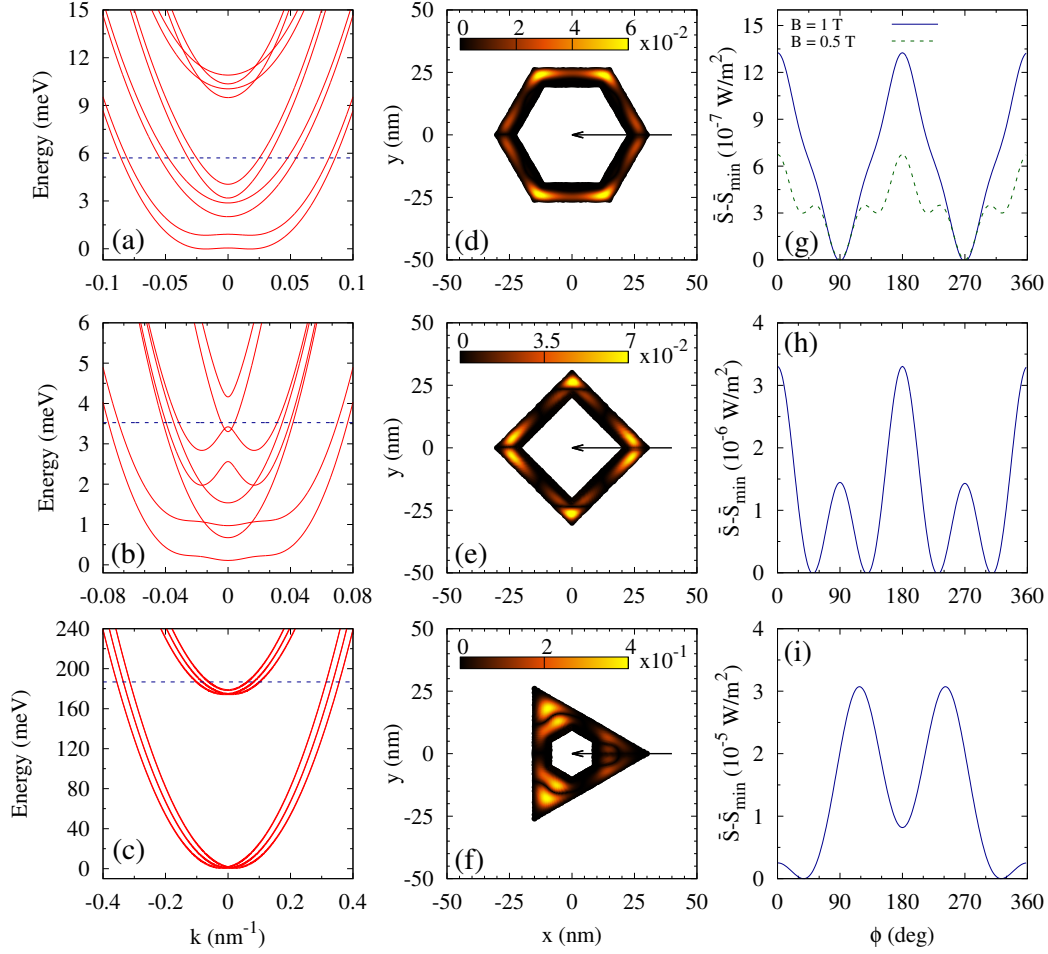 15
12
9
6
3
0
Energy (meV)
(a)
-0.1 -0.05 0 0.05 0.1
0 2 4 6 x10-2
50
25
0
-25
-50
y (nm)
(d)
-50 -25 0 25 50
B = 1 T
B = 0.5 T
15
12
9
6
3
0
S̄-S̄min (10-7 W/m2)
(g)
0 90 180 270 360
6
5
4
3
2
1
0
Energy (meV)
(b)
-0.08 -0.04 0 0.04 0.08
0 3.5 7 x10-2
50
25
0
-25
-50
y (nm)
(e)
-50 -25 0 25 50
4
3
2
1
0
S̄-S̄min (10-6 W/m2)
(h)
0 90 180 270 360
240
200
160
120
80
40
0
Energy (meV)
(c)
-0.4 -0.2 0 0.2 0.4
k (nm-1)
0 2 4 x10-1
50
25
0
-25
-50
y (nm)
(f)
-50 -25 0 25 50
x (nm)
4
3
2
1
0
S̄-S̄min (10-5 W/m2)
(i)
0 90 180 270 360
ϕ (deg)